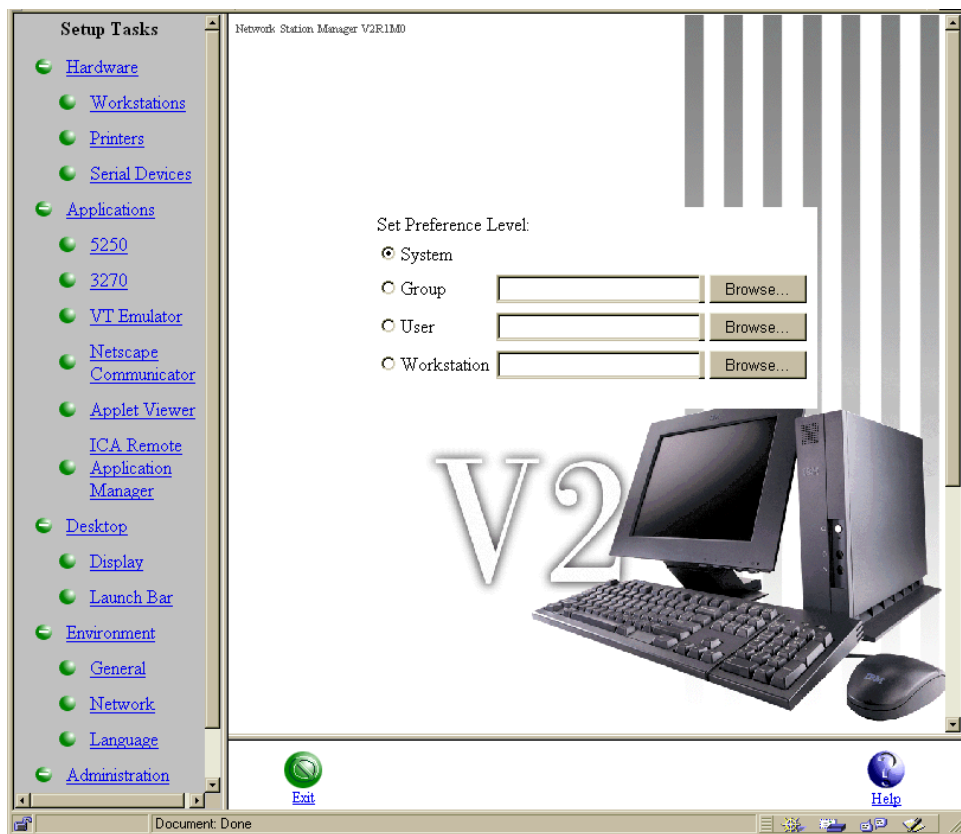 Setup Tasks
Hardware
Workstations
Printers
Serial Devices
Applications
5250
3270
VT Emulator
Netscape
Communicator
Applet Viewer
ICA Remote
Application
Manager
Desktop
Display
Launch Bar
Environment
General
Network
Language
Administration
Network Station Manager V2R1M0
Set Preference Level:
System
Group Browse...
User Browse...
Workstation Browse...
V2
IBM
IBM
Exit
Help
Document: Done